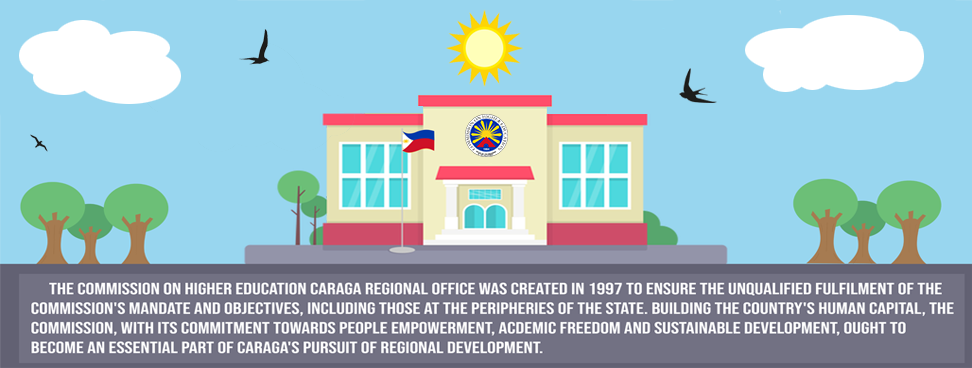 THE COMMISSION ON HIGHER EDUCATION CARAGA REGIONAL OFFICE WAS CREATED IN 1997 TO ENSURE THE UNQUALIFIED FULFILMENT OF THE
COMMISSION'S MANDATE AND OBJECTIVES, INCLUDING THOSE AT THE PERIPHERIES OF THE STATE. BUILDING THE COUNTRY'S HUMAN CAPITAL, THE
COMMISSION, WITH ITS COMMITMENT TOWARDS PEOPLE EMPOWERMENT, ACDEMIC FREEDOM AND SUSTAINABLE DEVELOPMENT, OUGHT TO
BECOME AN ESSENTIAL PART OF CARAGA'S PURSUIT OF REGIONAL DEVELOPMENT.